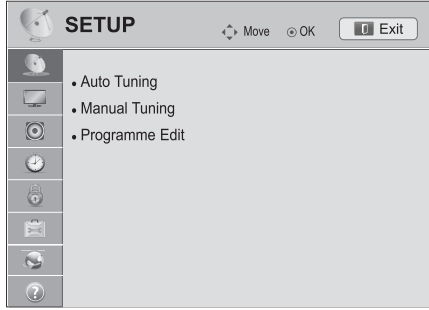 SETUP
Move OK Exit
• Auto Tuning
• Manual Tuning
• Programme Edit
?